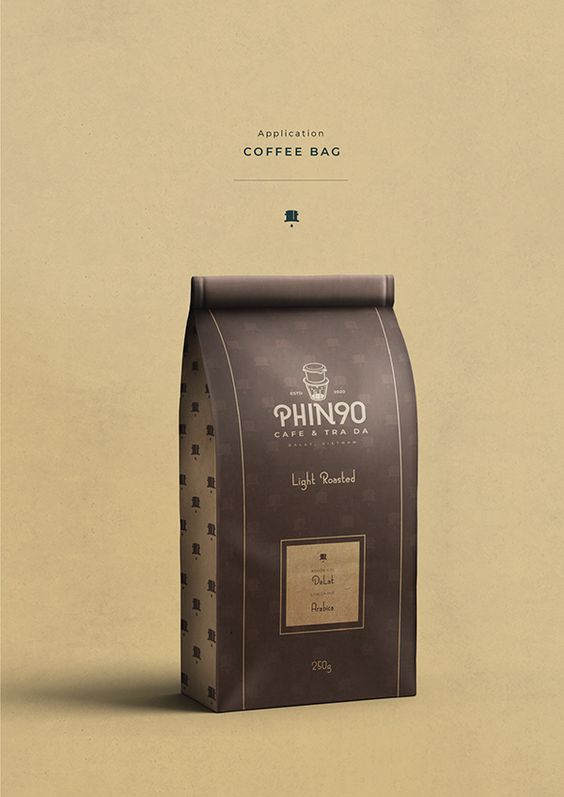 Application
COFFEE BAG
ESTD 2020
PHIN90
CAFE & TRA DA
DALAT, VIETNAM
Light Roasted
DaLat
Arabica
250g